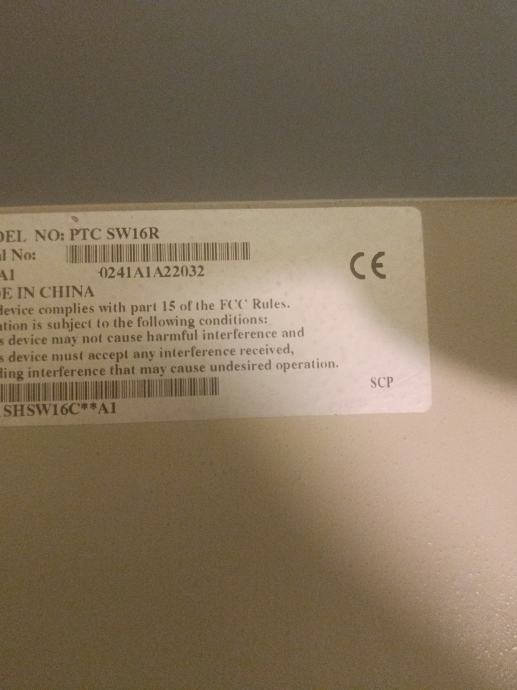 DEL NO: PTC SW16R
l No:
A1 0241A1A22032
DE IN CHINA
device complies with part 15 of the FCC Rules.
ation is subject to the following conditions:
s device may not cause harmful interference and
s device must accept any interference received,
ding interference that may cause undesired operation.
SHSW16C**A1
CE
SCP